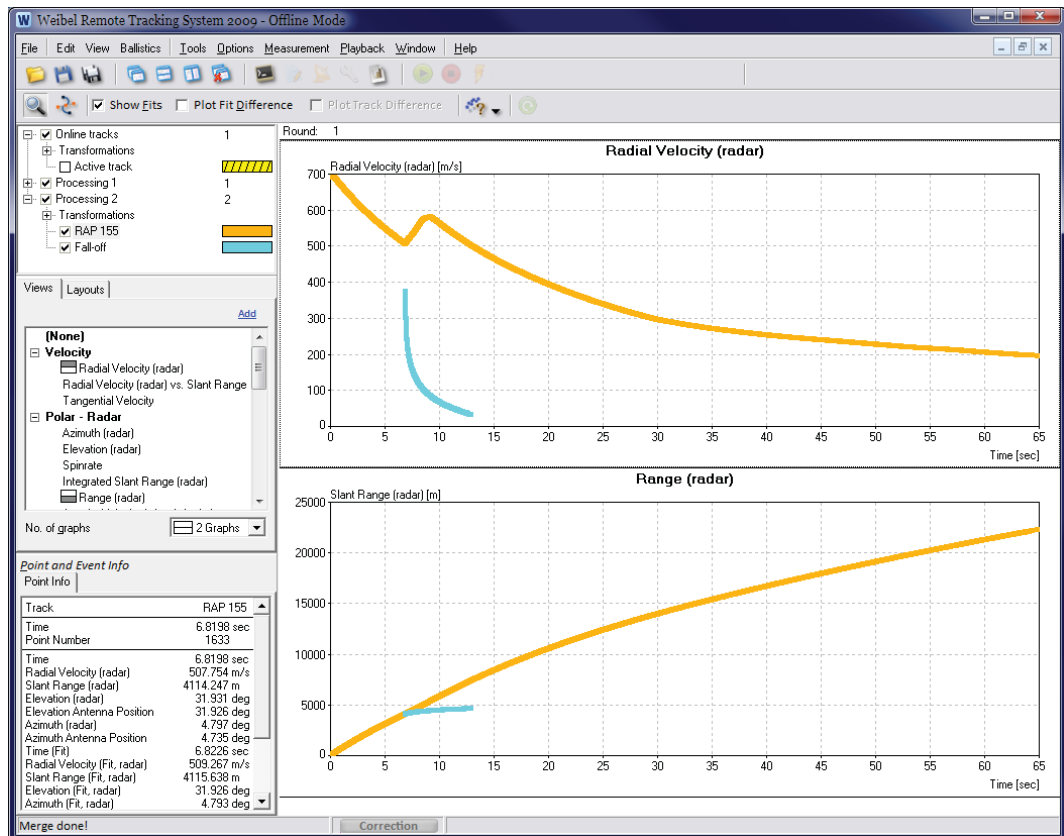 Weibel Remote Tracking System 2009 - Offline Mode
File Edit View Ballistics Tools Options Measurement Playback Window Help
Show Fits Plot Fit Difference Plot Track Difference
Online tracks 1
Transformations
Active track
Processing 1 1
Processing 2 2
Transformations
RAP 155
Fall-off
Views Layouts
Add
(None)
Velocity
Radial Velocity (radar)
Radial Velocity (radar) vs. Slant Range
Tangential Velocity
Polar - Radar
Azimuth (radar)
Elevation (radar)
Spinrate
Integrated Slant Range (radar)
Range (radar)
No. of graphs 2 Graphs
Point and Event Info
Point Info
Track RAP 155
Time 6.8198 sec
Point Number 1633
Time 6.8198 sec
Radial Velocity (radar) 507.754 m/s
Slant Range (radar) 4114.247 m
Elevation (radar) 31.931 deg
Elevation Antenna Position 31.926 deg
Azimuth (radar) 4.797 deg
Azimuth Antenna Position 4.735 deg
Time (Fit) 6.8226 sec
Radial Velocity (Fit, radar) 509.267 m/s
Slant Range (Fit, radar) 4115.638 m
Elevation (Fit, radar) 31.926 deg
Azimuth (Fit, radar) 4.793 deg
Round: 1
Radial Velocity (radar)
Radial Velocity (radar) [m/s]
700
600
500
400
300
200
100
0
0 5 10 15 20 25 30 35 40 45 50 55 60 65
Time [sec]
Range (radar)
Slant Range (radar) [m]
25000
20000
15000
10000
5000
0
0 5 10 15 20 25 30 35 40 45 50 55 60 65
Time [sec]
Merge done! Correction